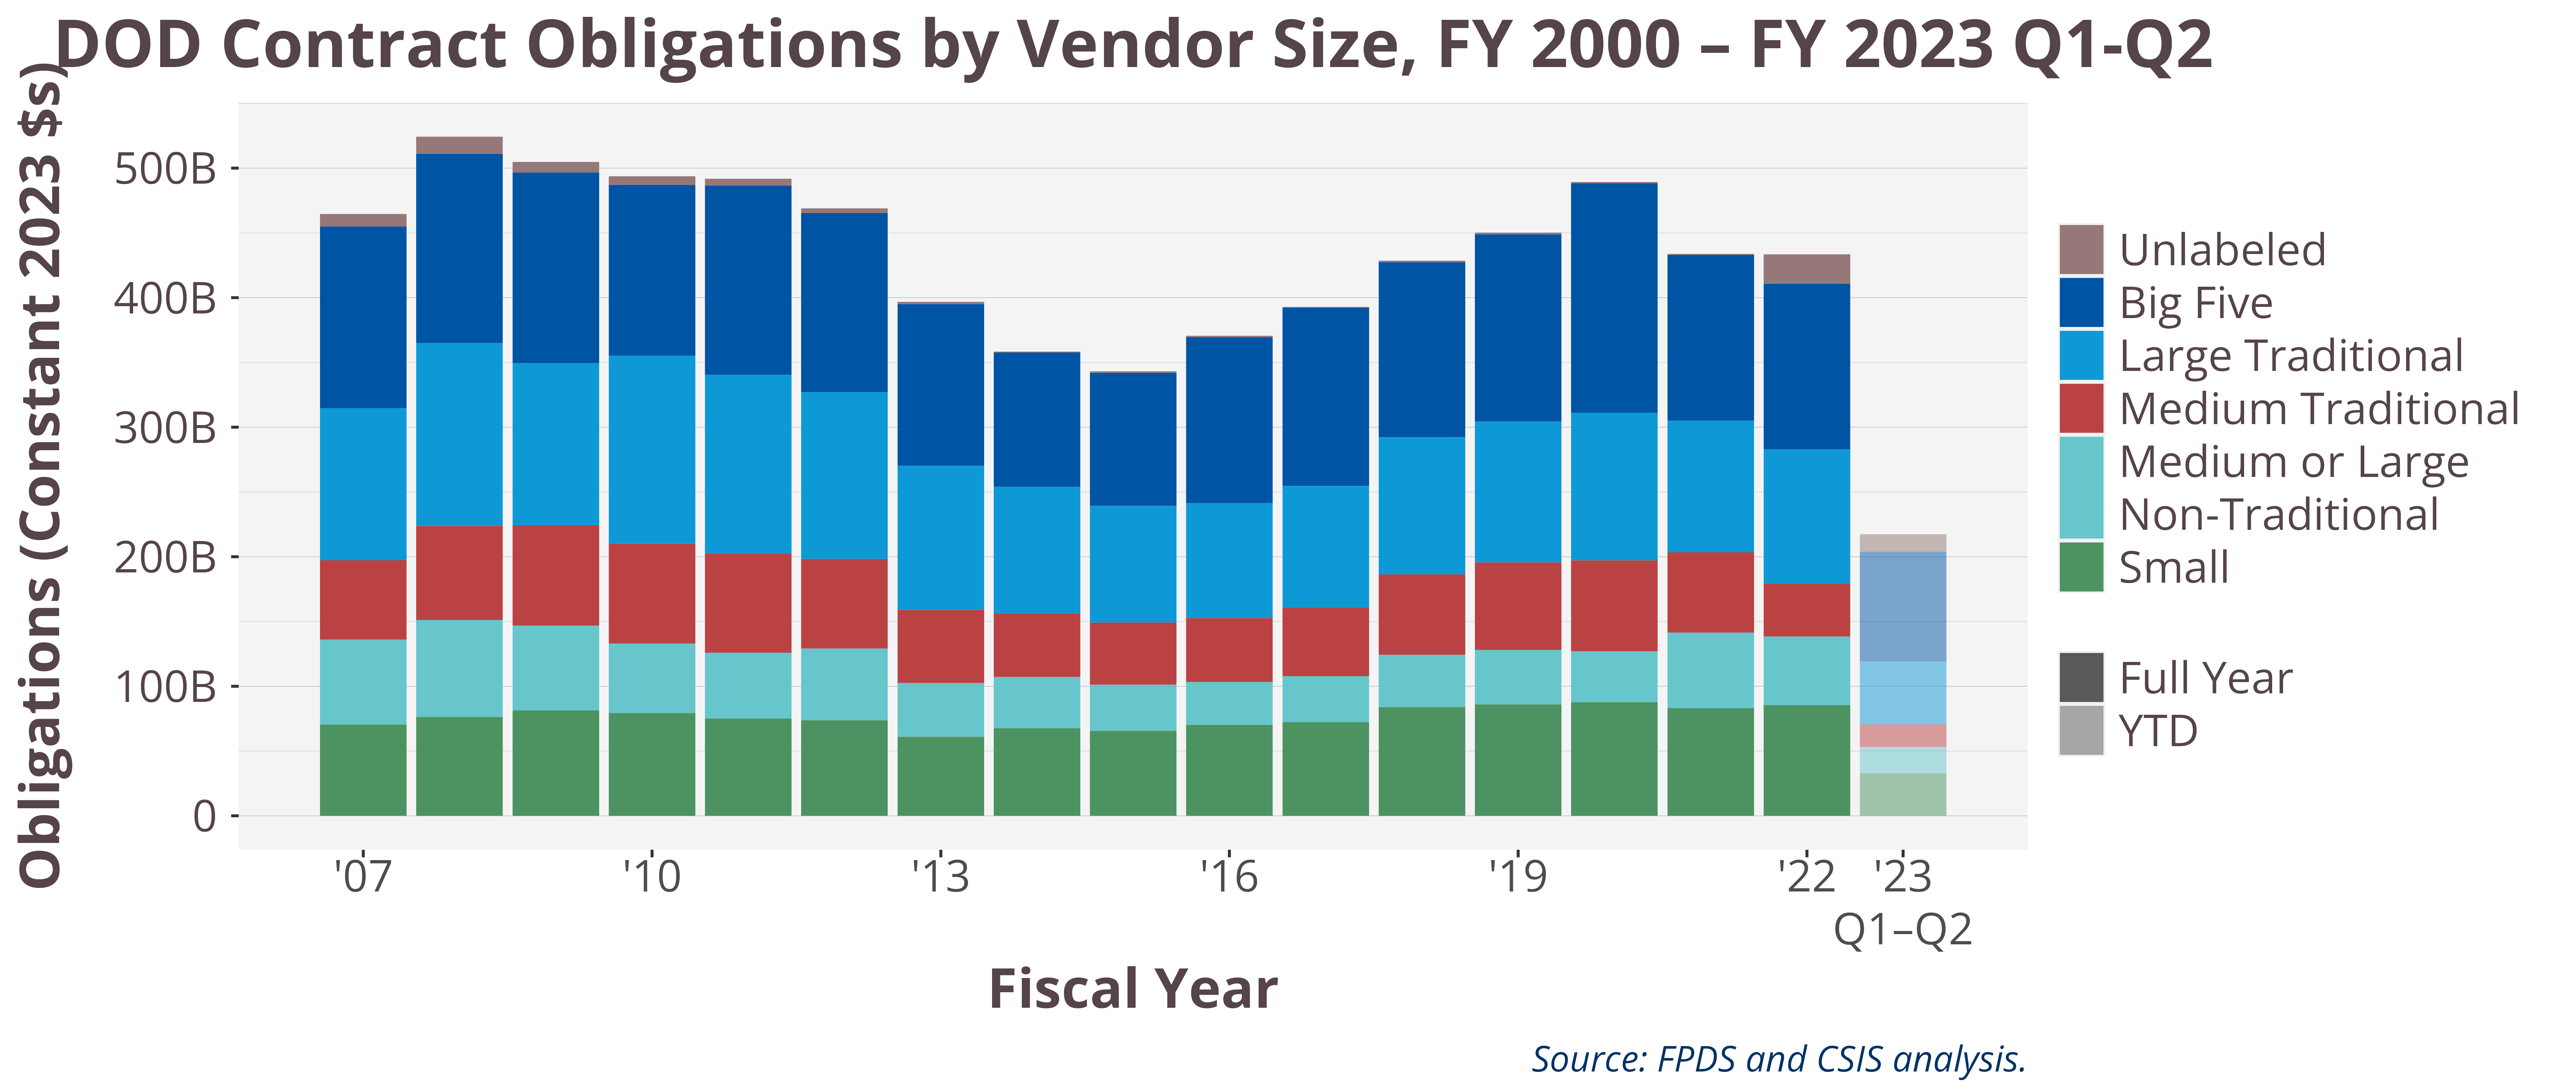 DOD Contract Obligations by Vendor Size, FY 2000 – FY 2023 Q1-Q2
Obligations (Constant 2023 $s)
500B
400B
300B
200B
100B
0
'07
'10
'13
'16
'19
'22
'23
Q1–Q2
Fiscal Year
Unlabeled
Big Five
Large Traditional
Medium Traditional
Medium or Large
Non-Traditional
Small
Full Year
YTD
Source: FPDS and CSIS analysis.